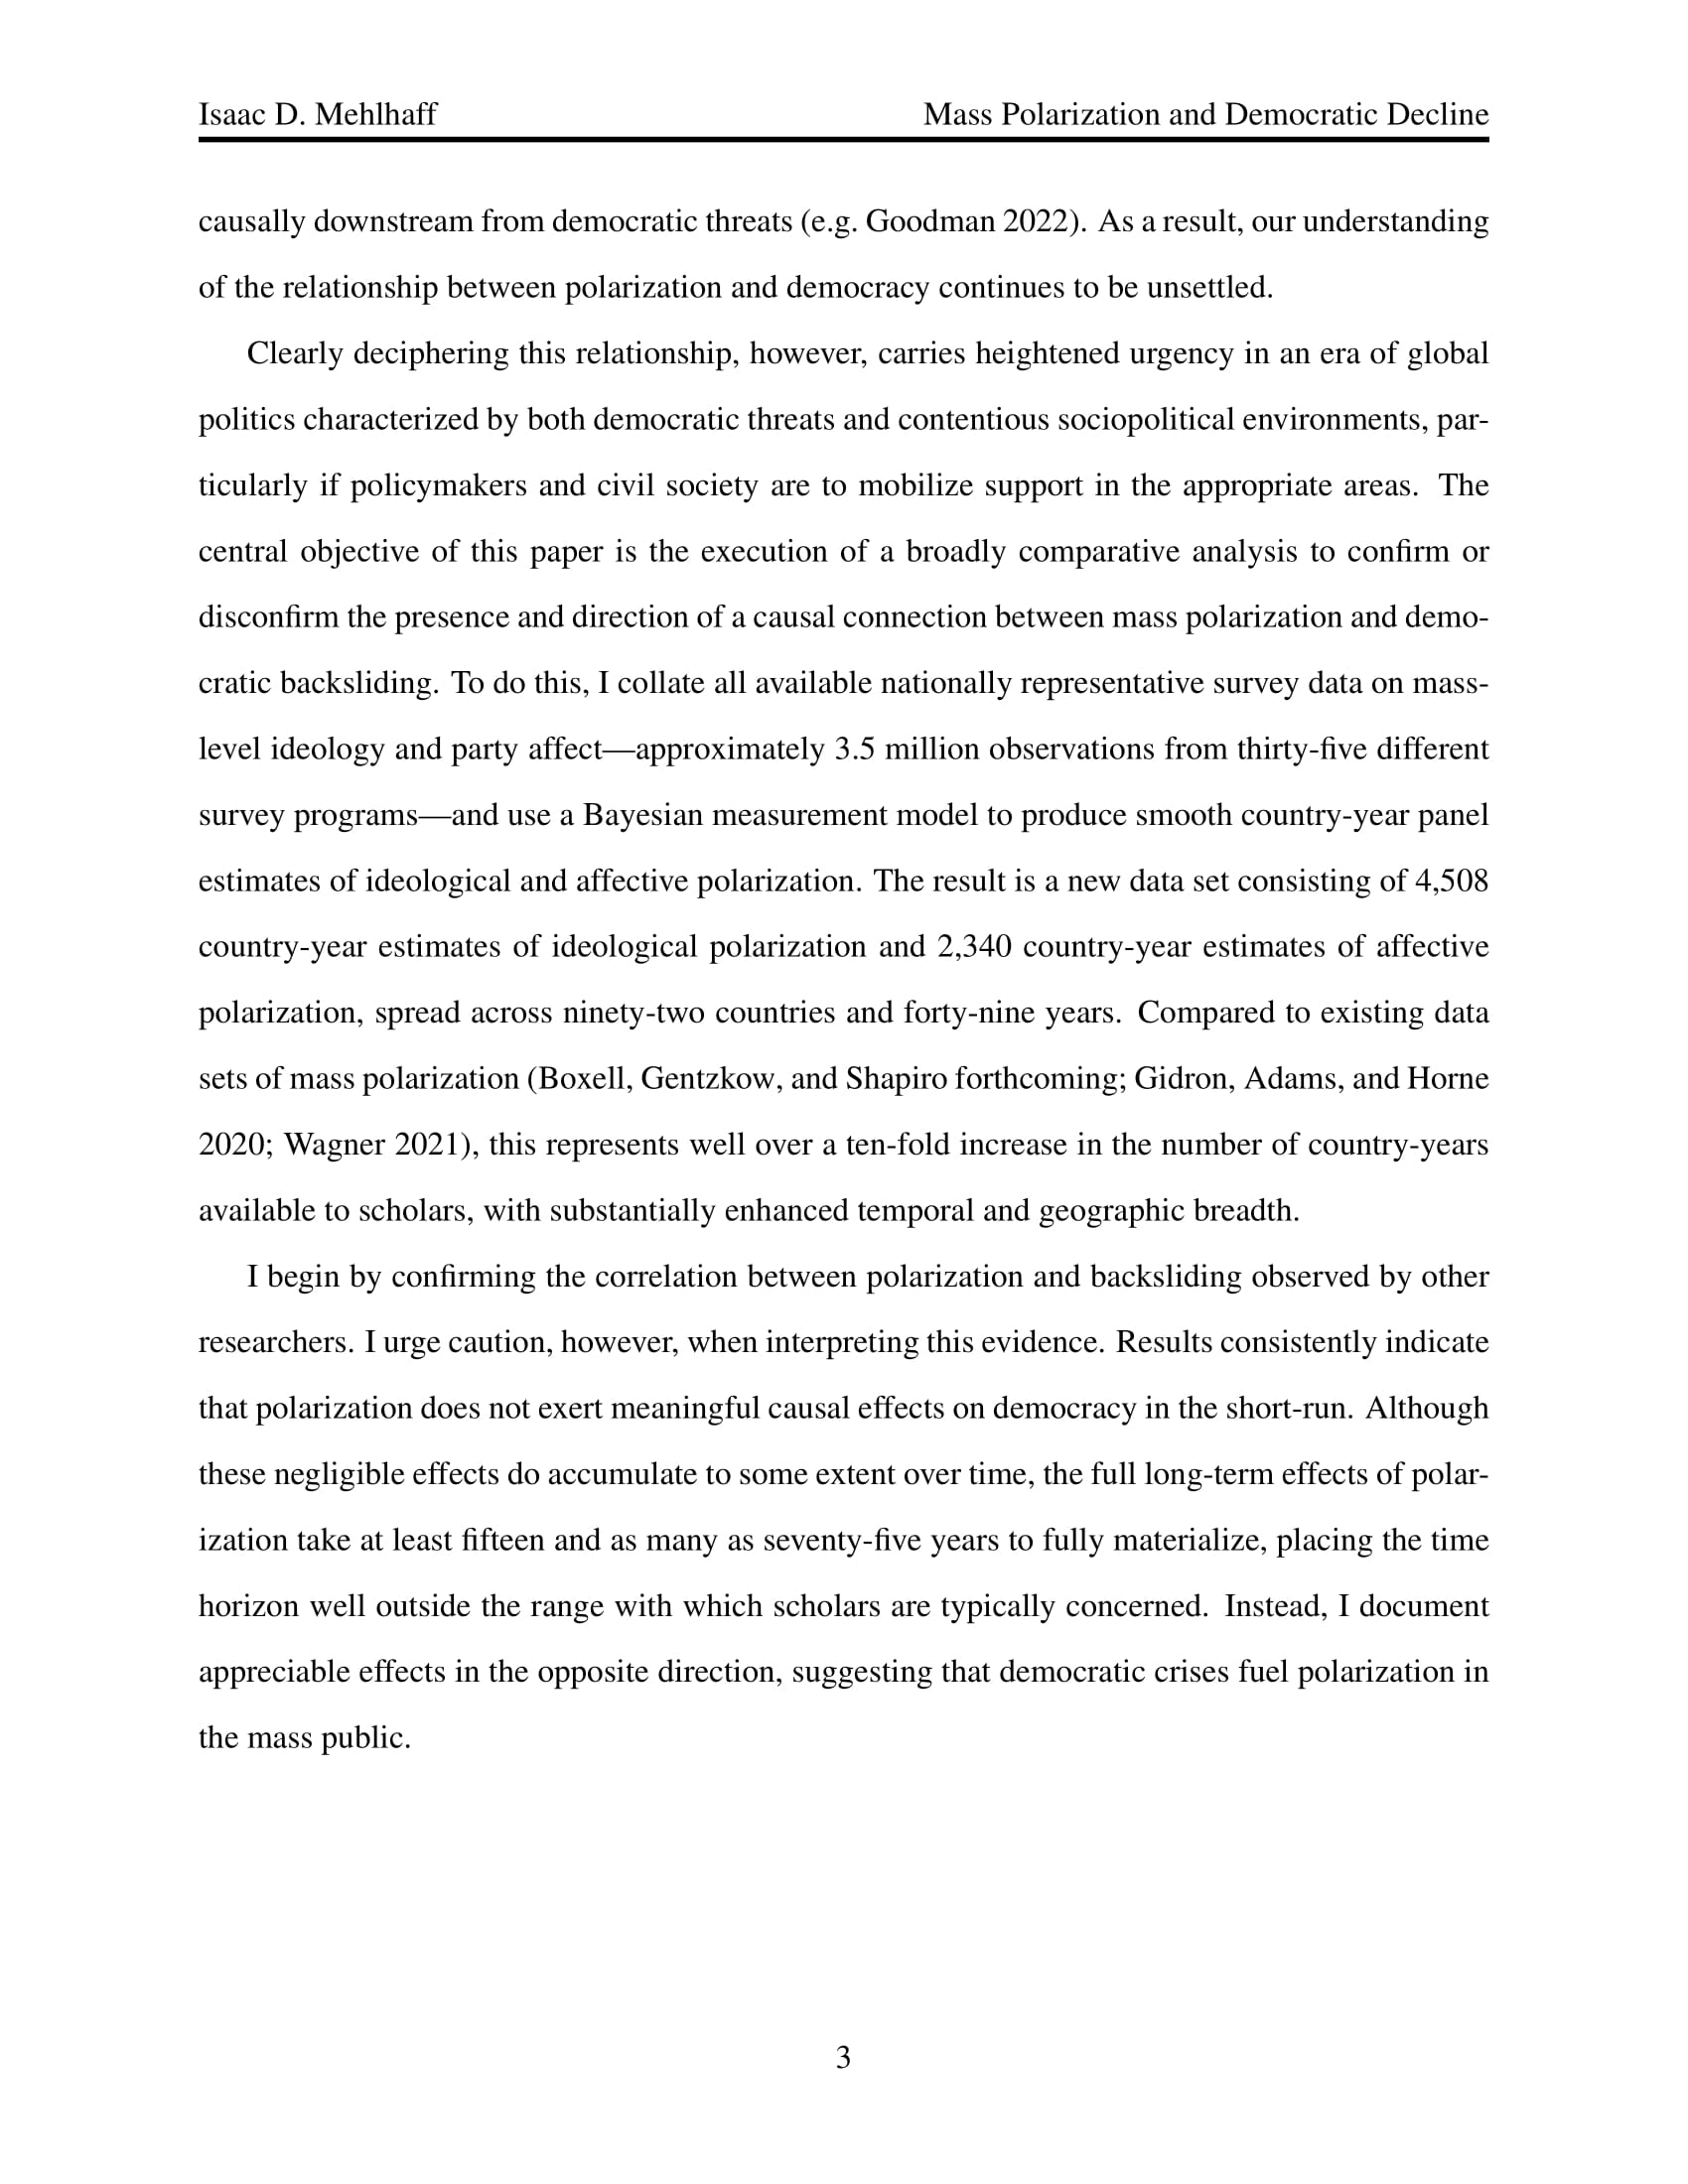 Isaac D. Mehlhaff Mass Polarization and Democratic Decline
causally downstream from democratic threats (e.g. Goodman 2022). As a result, our understanding
of the relationship between polarization and democracy continues to be unsettled.
Clearly deciphering this relationship, however, carries heightened urgency in an era of global
politics characterized by both democratic threats and contentious sociopolitical environments, par-
ticularly if policymakers and civil society are to mobilize support in the appropriate areas. The
central objective of this paper is the execution of a broadly comparative analysis to confirm or
disconfirm the presence and direction of a causal connection between mass polarization and demo-
cratic backsliding. To do this, I collate all available nationally representative survey data on mass-
level ideology and party affect—approximately 3.5 million observations from thirty-five different
survey programs—and use a Bayesian measurement model to produce smooth country-year panel
estimates of ideological and affective polarization. The result is a new data set consisting of 4,508
country-year estimates of ideological polarization and 2,340 country-year estimates of affective
polarization, spread across ninety-two countries and forty-nine years. Compared to existing data
sets of mass polarization (Boxell, Gentzkow, and Shapiro forthcoming; Gidron, Adams, and Horne
2020; Wagner 2021), this represents well over a ten-fold increase in the number of country-years
available to scholars, with substantially enhanced temporal and geographic breadth.
I begin by confirming the correlation between polarization and backsliding observed by other
researchers. I urge caution, however, when interpreting this evidence. Results consistently indicate
that polarization does not exert meaningful causal effects on democracy in the short-run. Although
these negligible effects do accumulate to some extent over time, the full long-term effects of polar-
ization take at least fifteen and as many as seventy-five years to fully materialize, placing the time
horizon well outside the range with which scholars are typically concerned. Instead, I document
appreciable effects in the opposite direction, suggesting that democratic crises fuel polarization in
the mass public.
3